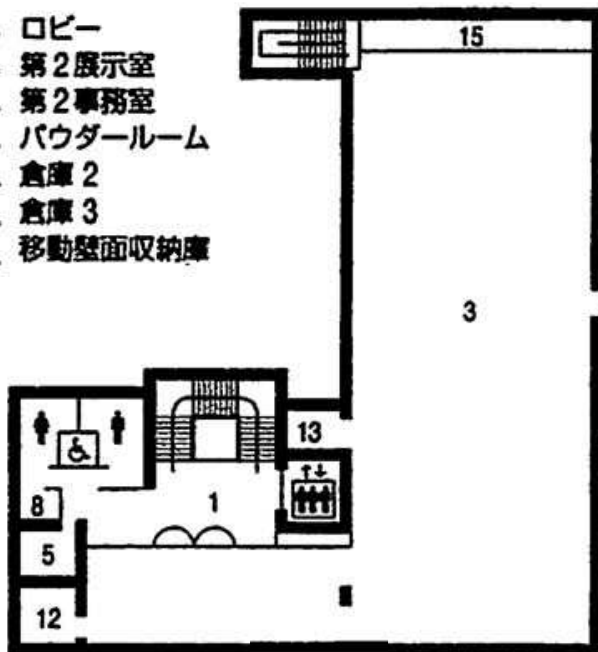 ロビー
第2展示室
第2事務室
パウダールーム
倉庫2
倉庫3
移動壁面収納庫
15
3
13
8
1
5
12